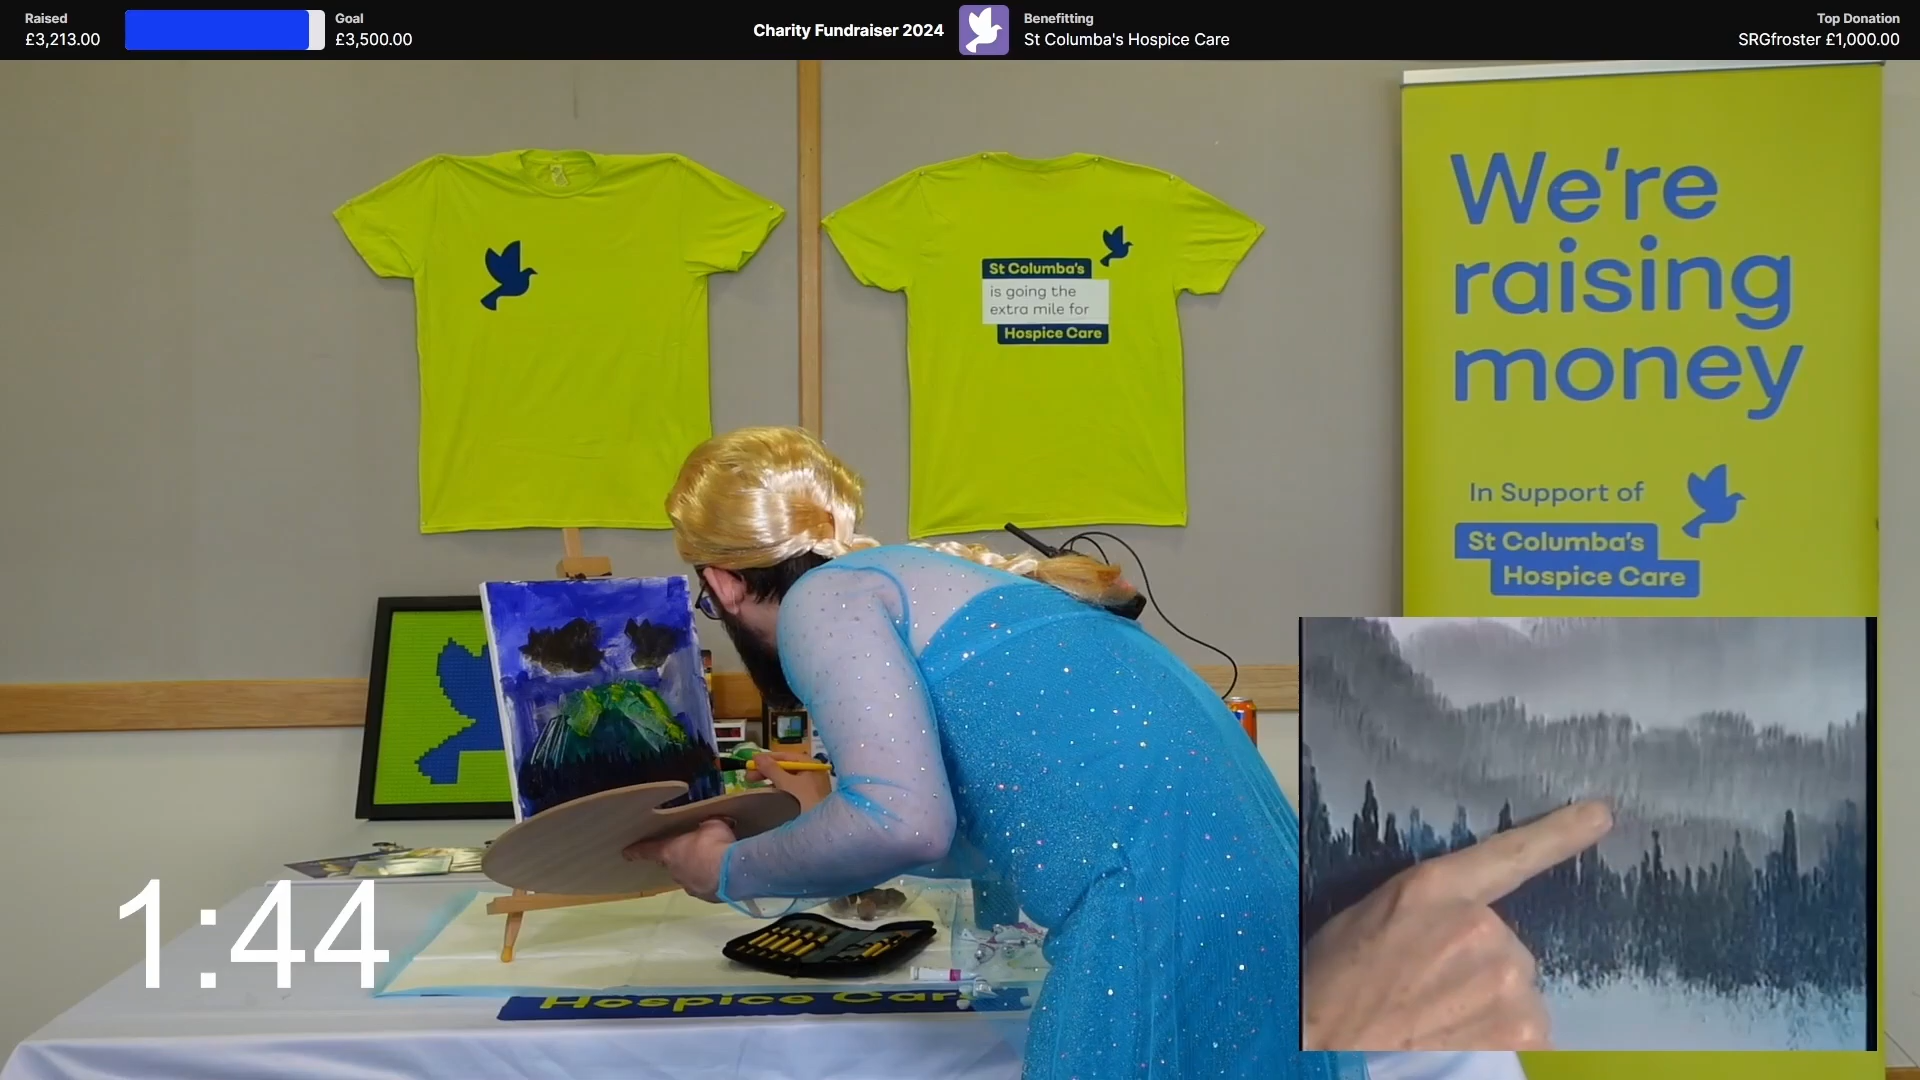 Raised
£3,213.00
Goal
£3,500.00
Charity Fundraiser 2024
Benefitting
St Columba's Hospice Care
Top Donation
SRGfroster £1,000.00
St Columba's
is going the
extra mile for
Hospice Care
We're
raising
money
In Support of
St Columba's
Hospice Care
1:44
Hospice Care